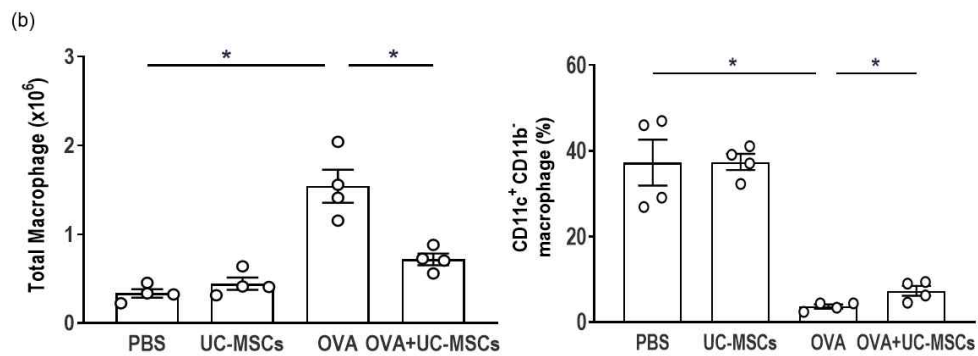 (b)
Total Macrophage (x10⁶)
3
2
1
0
*
*
PBS UC-MSCs OVA OVA+UC-MSCs
CD11c⁺ CD11b⁻
macrophage (%)
60
40
20
0
*
*
PBS UC-MSCs OVA OVA+UC-MSCs